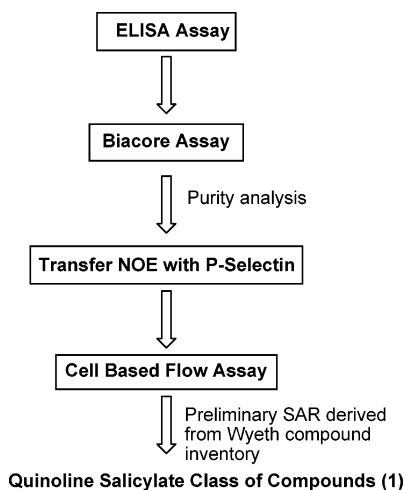 ELISA Assay
Biacore Assay
Purity analysis
Transfer NOE with P-Selectin
Cell Based Flow Assay
Preliminary SAR derived
from Wyeth compound
inventory
Quinoline Salicylate Class of Compounds (1)